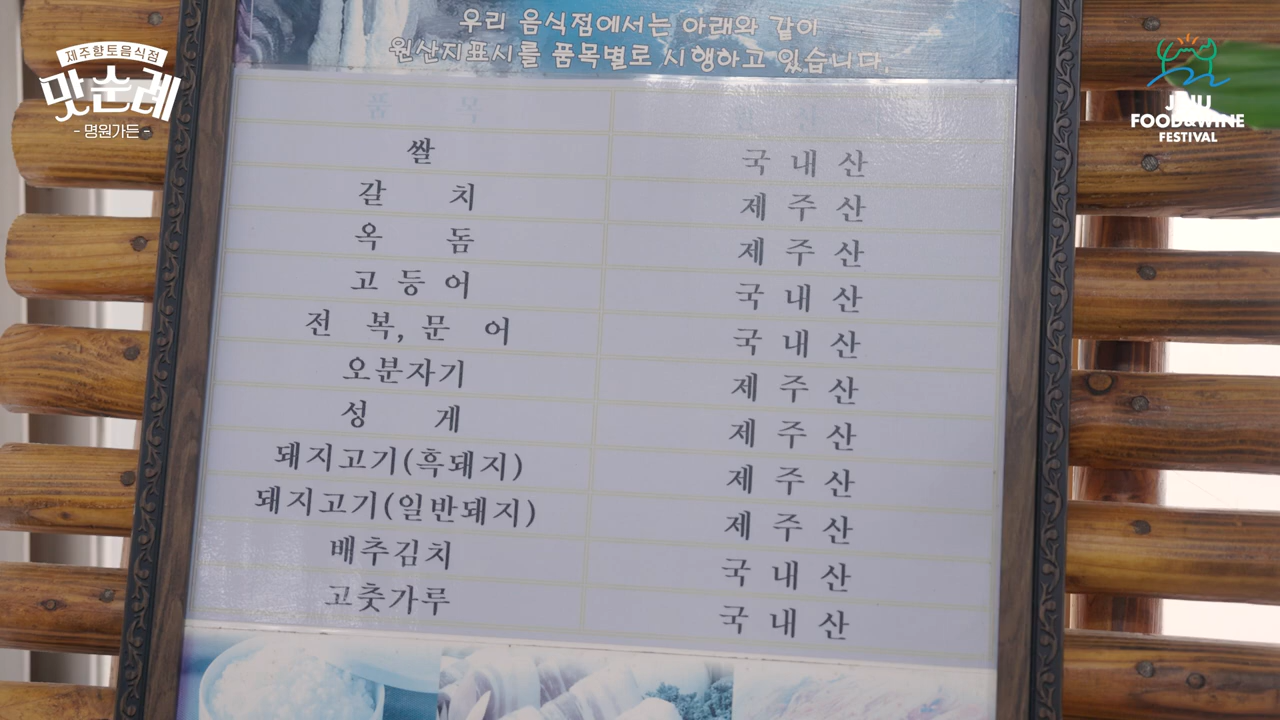 제주향토음식점
맛순례
- 명원가든 -
JEJU
FOOD&WINE
FESTIVAL
우리 음식점에서는 아래와 같이
원산지표시를 품목별로 시행하고 있습니다.
품 목
쌀 국 내 산
갈 치 제 주 산
옥 돔 제 주 산
고 등 어 국 내 산
전 복, 문 어 국 내 산
오분자기 제 주 산
성 게 제 주 산
돼지고기(흑돼지) 제 주 산
돼지고기(일반돼지) 제 주 산
배추김치 국 내 산
고춧가루 국 내 산